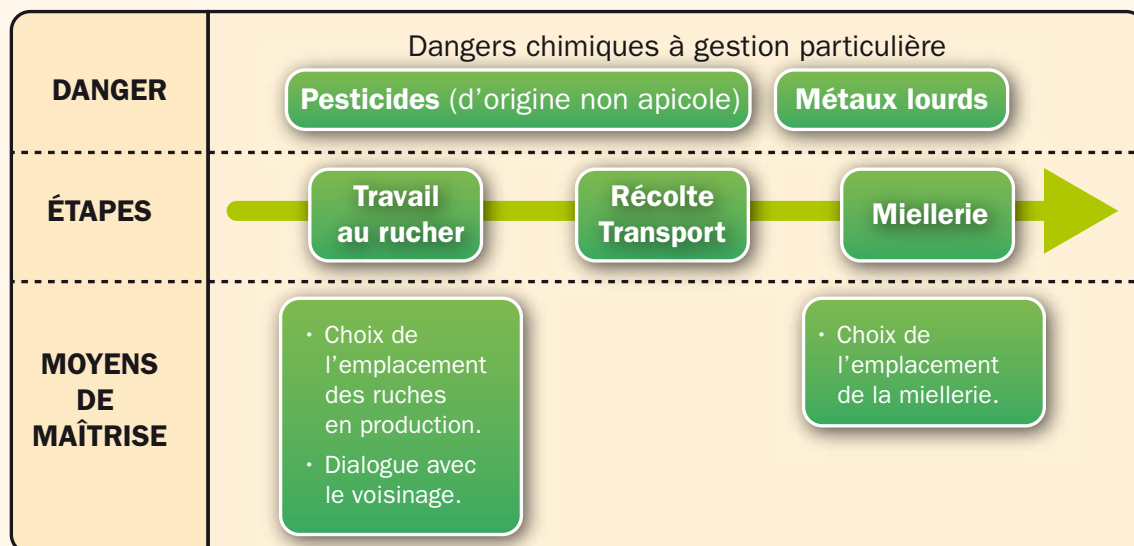 DANGER
Dangers chimiques à gestion particulière
Pesticides (d'origine non apicole)
Métaux lourds
ÉTAPES
Travail
au rucher
Récolte
Transport
Miellerie
MOYENS
DE
MAÎTRISE
· Choix de
l'emplacement
des ruches
en production.
· Dialogue avec
le voisinage.
· Choix de
l'emplacement
de la miellerie.